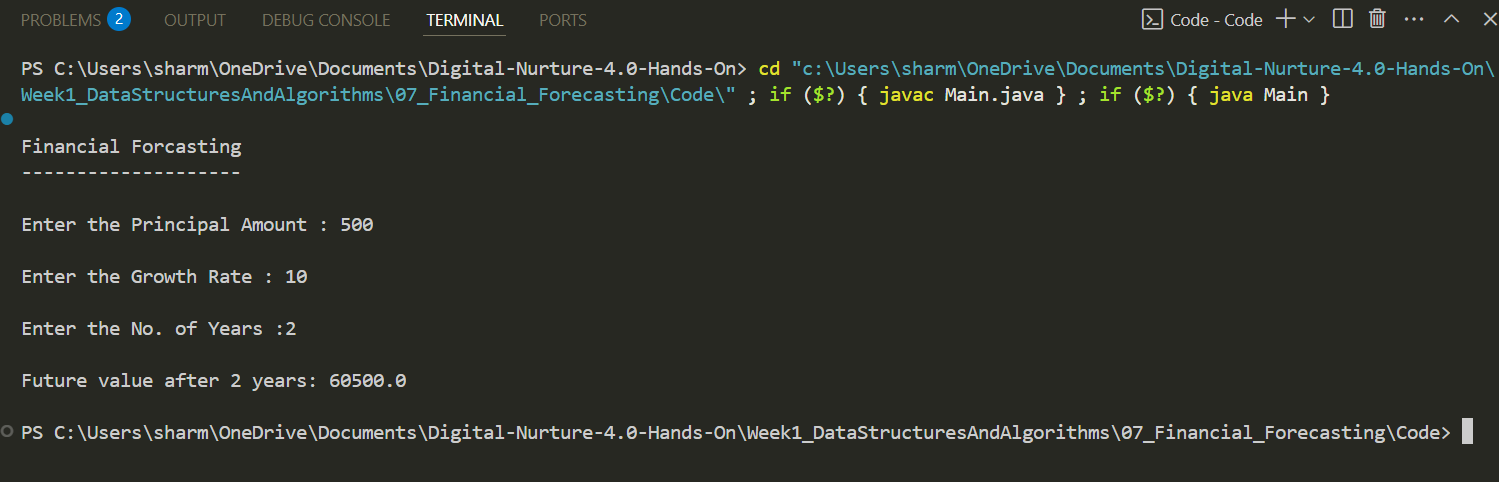 PROBLEMS 2 OUTPUT DEBUG CONSOLE TERMINAL PORTS Code - Code
PS C:\Users\sharm\OneDrive\Documents\Digital-Nurture-4.0-Hands-On> cd "c:\Users\sharm\OneDrive\Documents\Digital-Nurture-4.0-Hands-On\
Week1_DataStructuresAndAlgorithms\07_Financial_Forecasting\Code\" ; if ($?) { javac Main.java } ; if ($?) { java Main }
Financial Forcasting
--------------------
Enter the Principal Amount : 500
Enter the Growth Rate : 10
Enter the No. of Years :2
Future value after 2 years: 60500.0
PS C:\Users\sharm\OneDrive\Documents\Digital-Nurture-4.0-Hands-On\Week1_DataStructuresAndAlgorithms\07_Financial_Forecasting\Code>